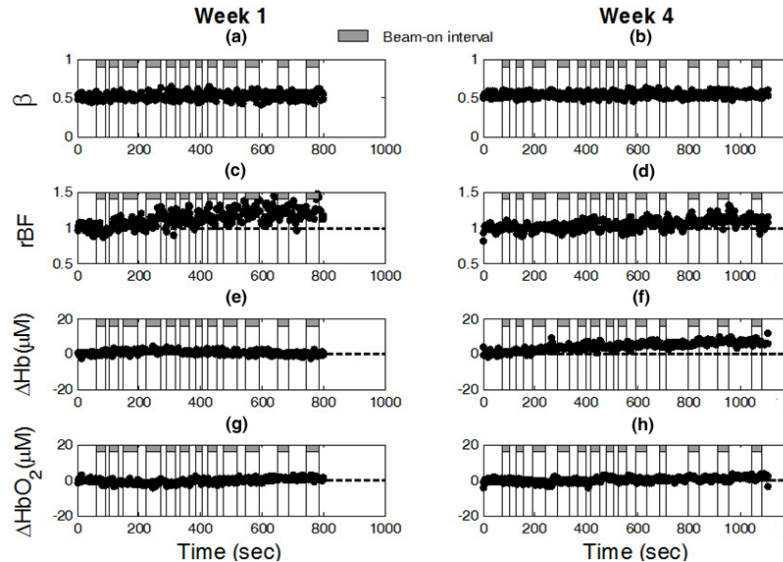 Week 1 Week 4
(a) Beam-on interval (b)
β
1 1
0.5 0.5
0 0
0 200 400 600 800 1000 0 200 400 600 800 1000
(c) (d)
rBF
1.5 1.5
1 1
0.5 0.5
0 200 400 600 800 1000 0 200 400 600 800 1000
(e) (f)
ΔHb(μM)
20 20
0 0
-20 -20
0 200 400 600 800 1000 0 200 400 600 800 1000
(g) (h)
ΔHbO2(μM)
20 20
0 0
-20 -20
0 200 400 600 800 1000 0 200 400 600 800 1000
Time (sec) Time (sec)